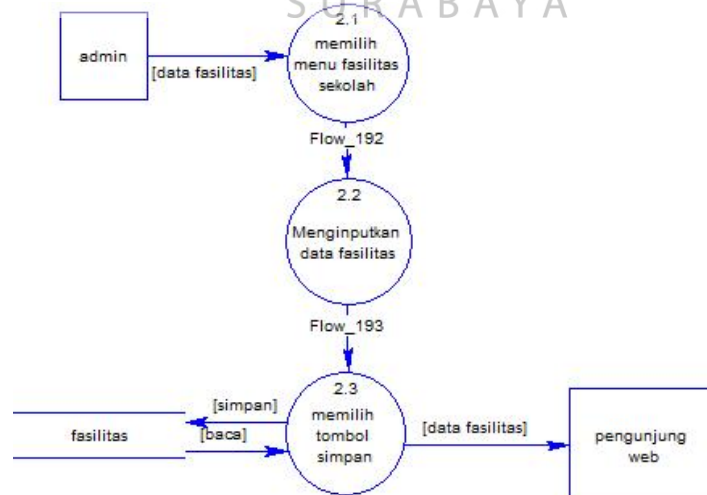 SURABAYA
admin
[data fasilitas]
2.1
memilih
menu fasilitas
sekolah
Flow_192
2.2
Menginputkan
data fasilitas
Flow_193
2.3
memilih
tombol
simpan
[simpan]
[baca]
fasilitas
[data fasilitas]
pengunjung
web